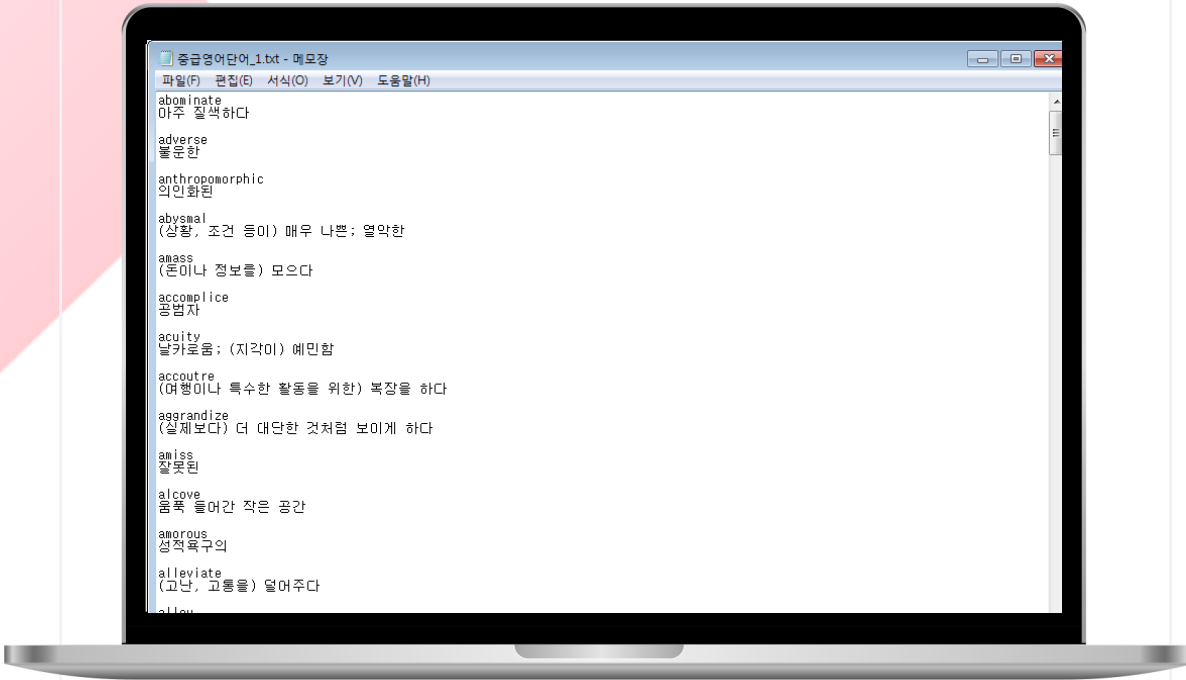 중급영어단어_1.txt - 메모장
파일(F) 편집(E) 서식(O) 보기(V) 도움말(H)
abominate
아주 질색하다
adverse
불운한
anthropomorphic
의인화된
abysmal
(상황, 조건 등이) 매우 나쁜; 열악한
amass
(돈이나 정보를) 모으다
accomplice
공범자
acuity
날카로움; (지각이) 예민함
accoutre
(여행이나 특수한 활동을 위한) 복장을 하다
aggrandize
(실제보다) 더 대단한 것처럼 보이게 하다
amiss
잘못된
alcove
움푹 들어간 작은 공간
amorous
성적욕구의
alleviate
(고난, 고통을) 덜어주다